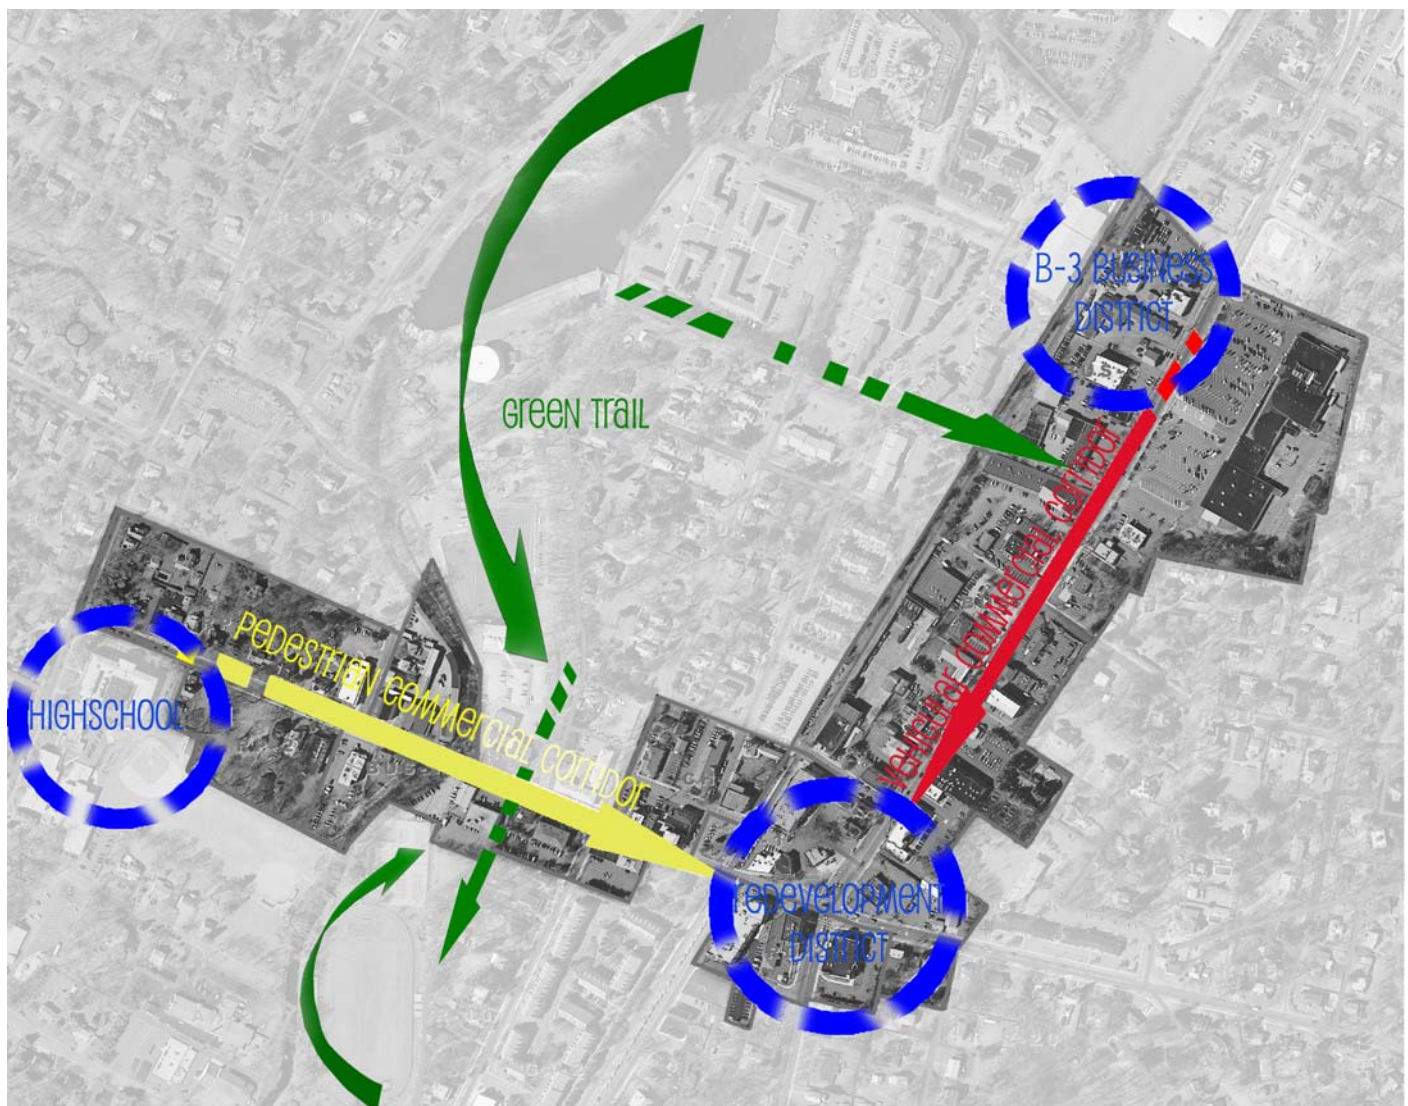 B-3 BUSINESS
DISTRICT
Green Trail
VEHICULAR COMMERCIAL CORRIDOR
PEDESTRIAN COMMERCIAL CORRIDOR
HIGHSCHOOL
REDEVELOPMENT
DISTRICT